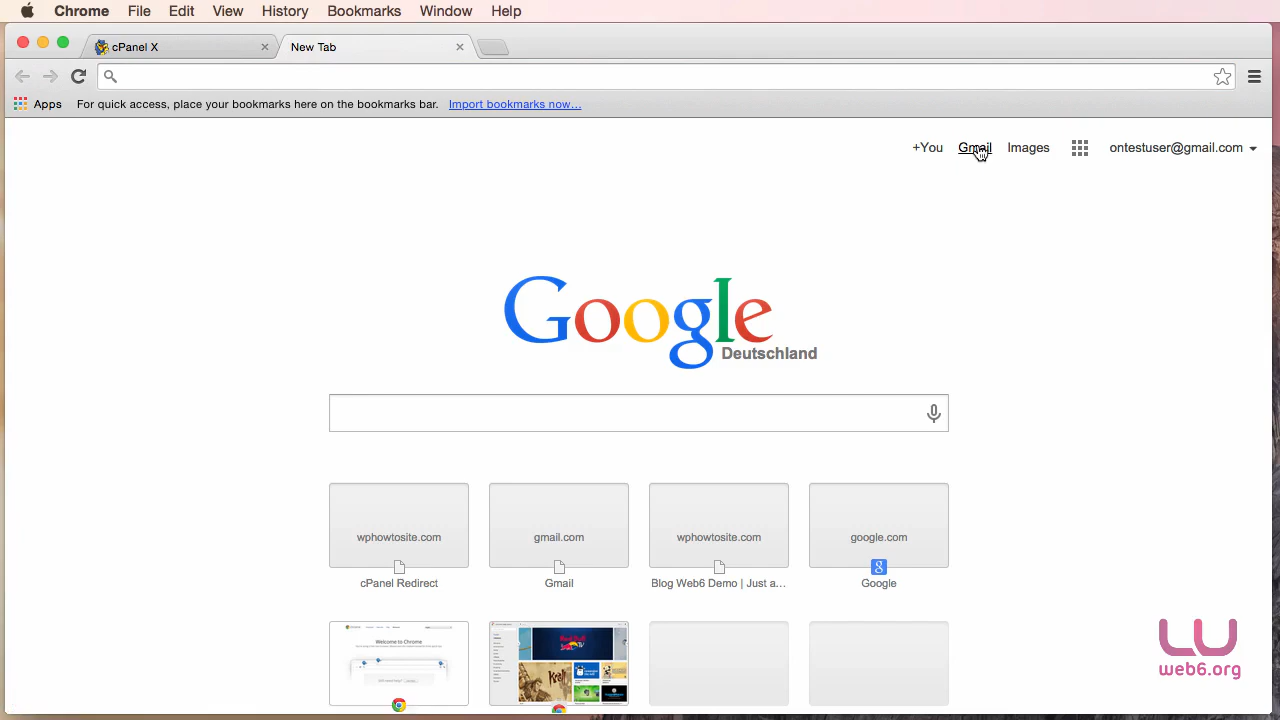 Chrome File Edit View History Bookmarks Window Help
cPanel X
New Tab
Apps For quick access, place your bookmarks here on the bookmarks bar. Import bookmarks now...
+You Gmail Images ontestuser@gmail.com
Google
Deutschland
wphowtosite.com gmail.com wphowtosite.com google.com
cPanel Redirect Gmail Blog Web6 Demo | Just a... Google
Welcome to Chrome
web6.org